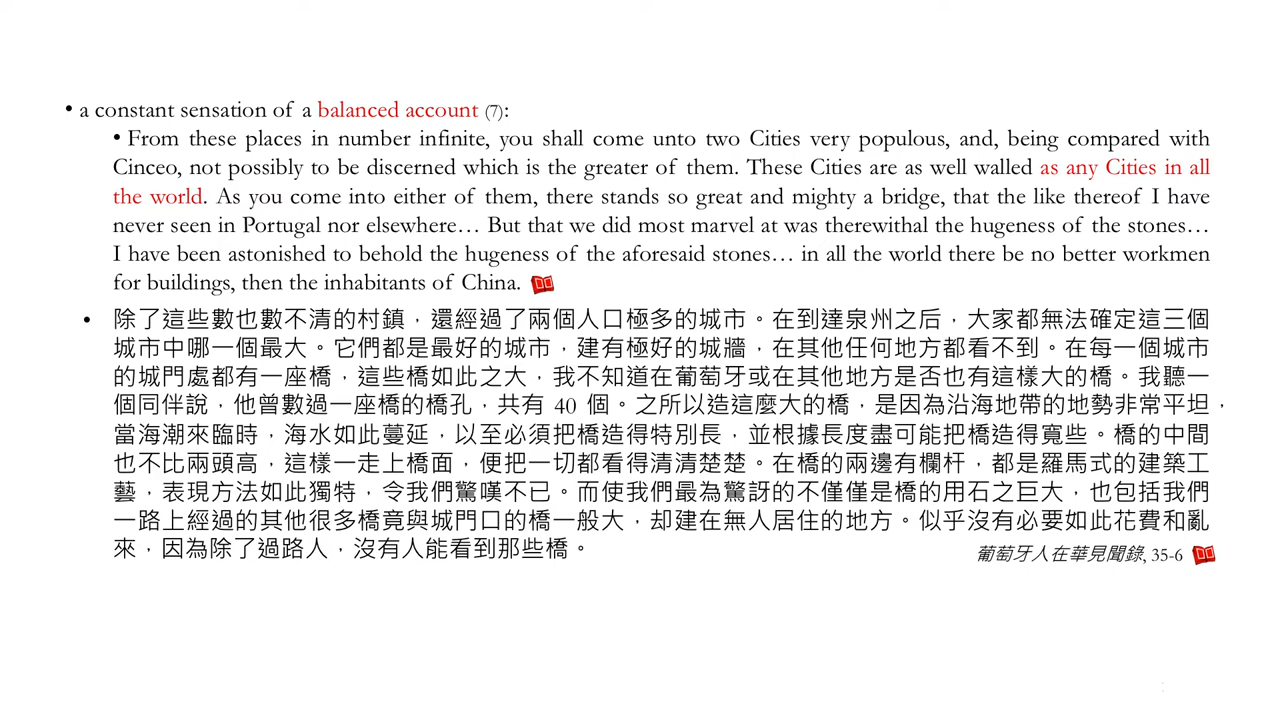 • a constant sensation of a balanced account (7):
• From these places in number infinite, you shall come unto two Cities very populous, and, being compared with
Cinceo, not possibly to be discerned which is the greater of them. These Cities are as well walled as any Cities in all
the world. As you come into either of them, there stands so great and mighty a bridge, that the like thereof I have
never seen in Portugal nor elsewhere… But that we did most marvel at was therewithal the hugeness of the stones…
I have been astonished to behold the hugeness of the aforesaid stones… in all the world there be no better workmen
for buildings, then the inhabitants of China.
• 除了這些數也數不清的村鎮，還經過了兩個人口極多的城市。在到達泉州之后，大家都無法確定這三個
城市中哪一個最大。它們都是最好的城市，建有極好的城牆，在其他任何地方都看不到。在每一個城市
的城門處都有一座橋，這些橋如此之大，我不知道在葡萄牙或在其他地方是否也有這樣大的橋。我聽一
個同伴說，他曾數過一座橋的橋孔，共有 40 個。之所以造這麼大的橋，是因為沿海地帶的地勢非常平坦，
當海潮來臨時，海水如此蔓延，以至必須把橋造得特別長，並根據長度盡可能把橋造得寬些。橋的中間
也不比兩頭高，這樣一走上橋面，便把一切都看得清清楚楚。在橋的兩邊有欄杆，都是羅馬式的建築工
藝，表現方法如此獨特，令我們驚嘆不已。而使我們最為驚訝的不僅僅是橋的用石之巨大，也包括我們
一路上經過的其他很多橋竟與城門口的橋一般大，却建在無人居住的地方。似乎沒有必要如此花費和亂
來，因為除了過路人，沒有人能看到那些橋。
葡萄牙人在華見聞錄, 35-6